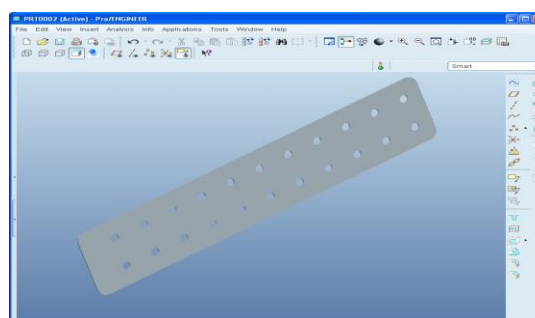 PRT0002 (Active) - Pro/ENGINEER
File Edit View Insert Analysis Info Applications Tools Window Help
Smart